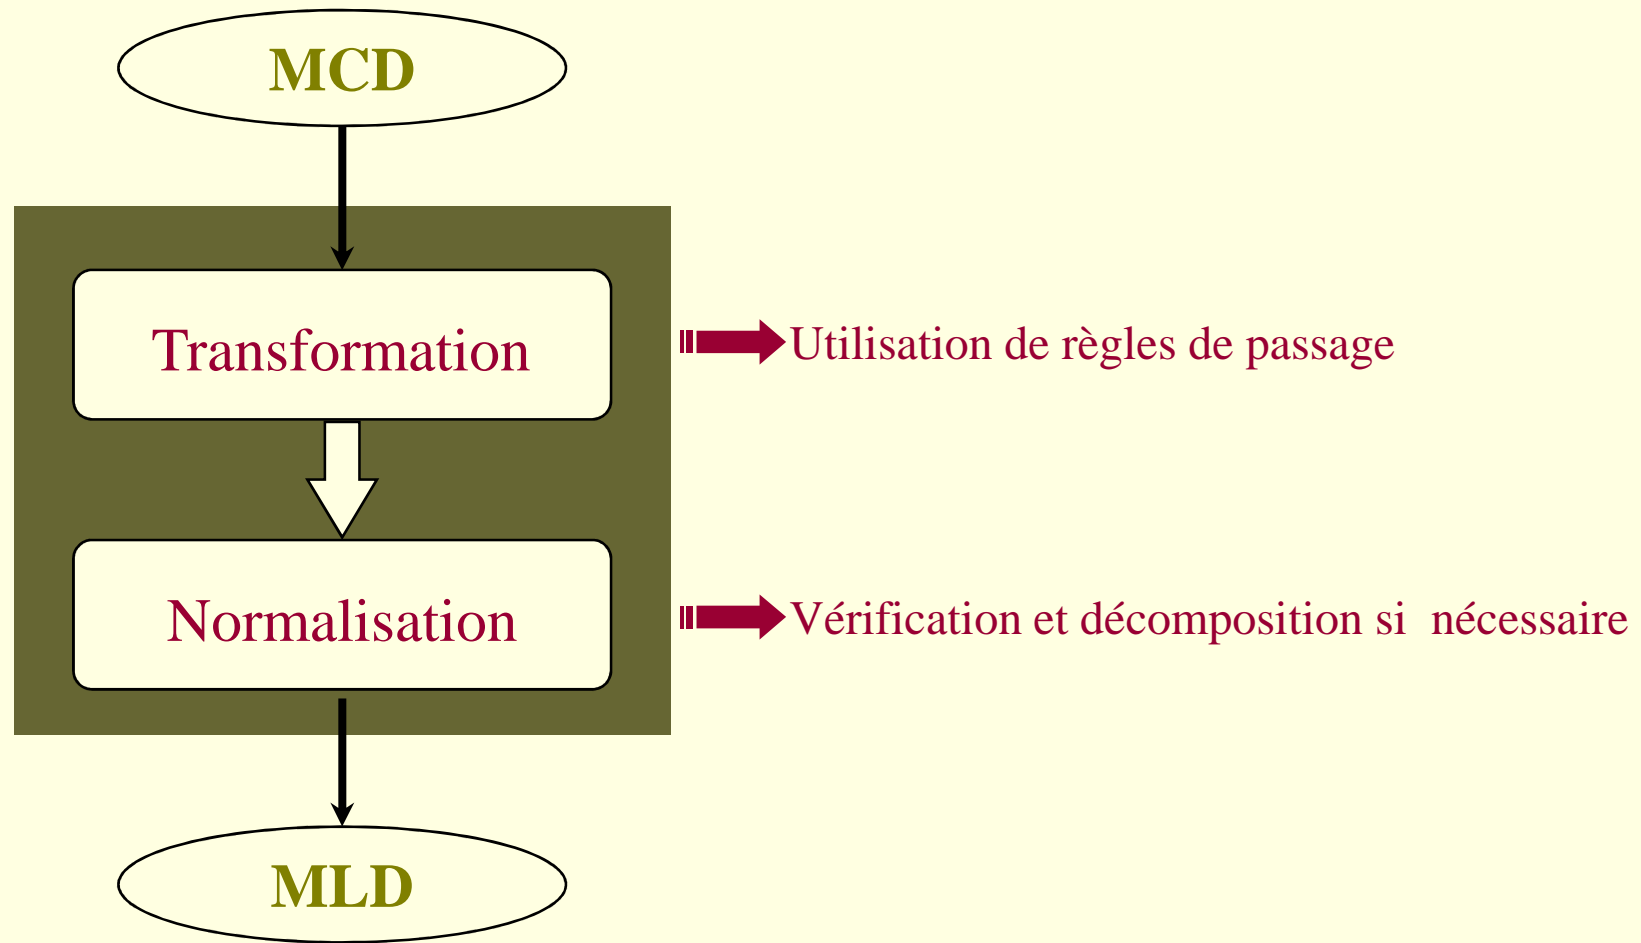 MCD
Transformation
Utilisation de règles de passage
Normalisation
Vérification et décomposition si nécessaire
MLD